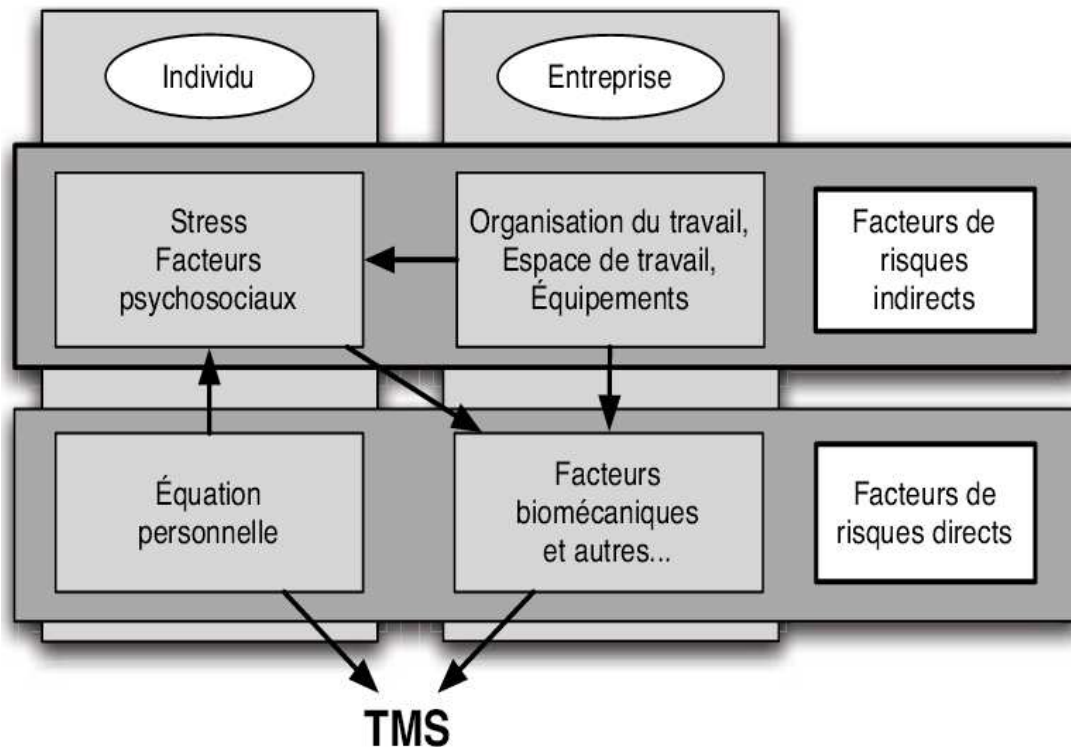 Individu
Entreprise
Stress
Facteurs
psychosociaux
Organisation du travail,
Espace de travail,
Équipements
Facteurs de
risques
indirects
Équation
personnelle
Facteurs
biomécaniques
et autres...
Facteurs de
risques directs
TMS